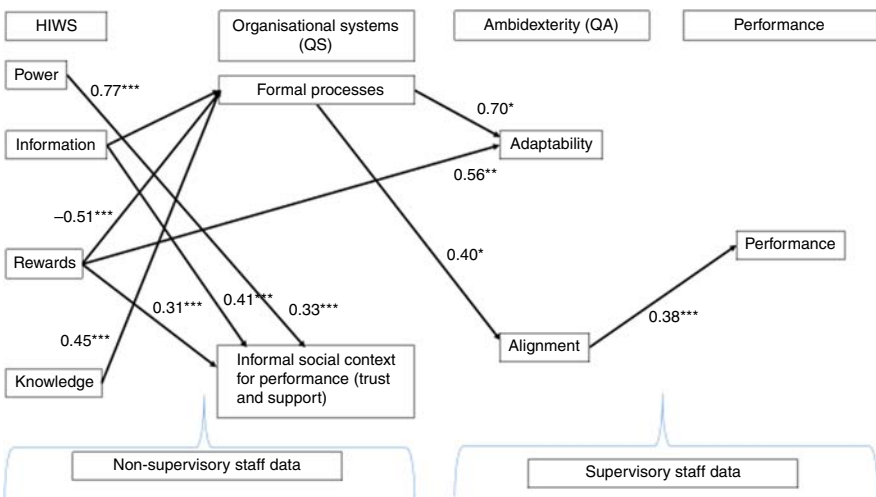 HIWS
Organisational systems
(QS)
Ambidexterity (QA)
Performance
Power
Formal processes
0.77***
0.70*
Information
Adaptability
0.56**
–0.51***
Performance
0.40*
Rewards
0.31***
0.41***
0.33***
0.38***
0.45***
Alignment
Informal social context
for performance (trust
and support)
Knowledge
Non-supervisory staff data
Supervisory staff data